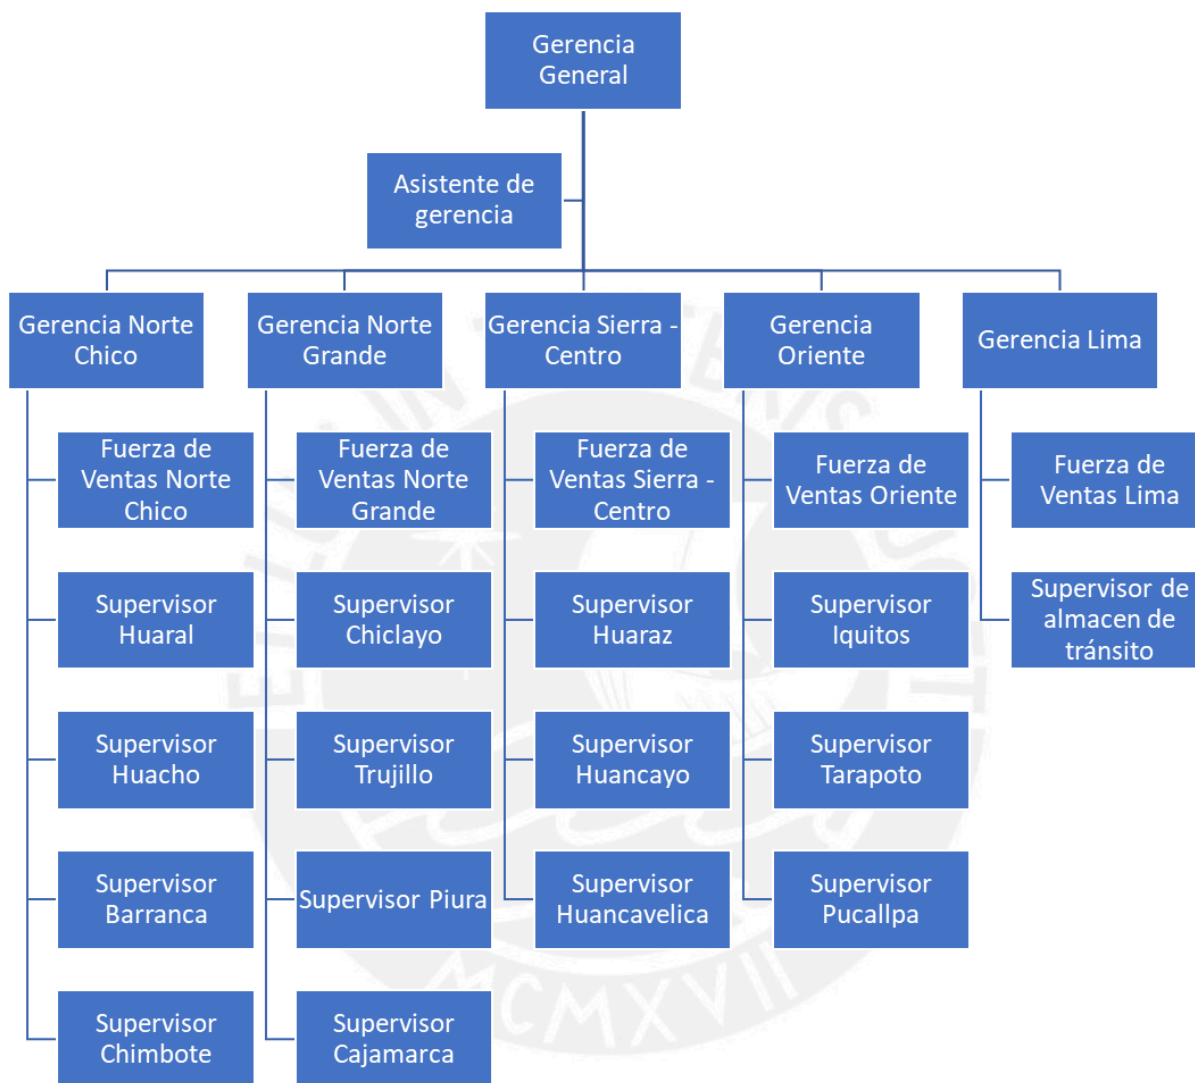 Gerencia
General
Asistente de
gerencia
Gerencia Norte
Chico
Gerencia Norte
Grande
Gerencia Sierra -
Centro
Gerencia
Oriente
Gerencia Lima
Fuerza de
Ventas Norte
Chico
Fuerza de
Ventas Norte
Grande
Fuerza de
Ventas Sierra -
Centro
Fuerza de
Ventas Oriente
Fuerza de
Ventas Lima
Supervisor
Huaral
Supervisor
Chiclayo
Supervisor
Huaraz
Supervisor
Iquitos
Supervisor de
almacen de
tránsito
Supervisor
Huacho
Supervisor
Trujillo
Supervisor
Huancayo
Supervisor
Tarapoto
Supervisor
Barranca
Supervisor Piura
Supervisor
Huancavelica
Supervisor
Pucallpa
Supervisor
Chimbote
Supervisor
Cajamarca
MCMXVII